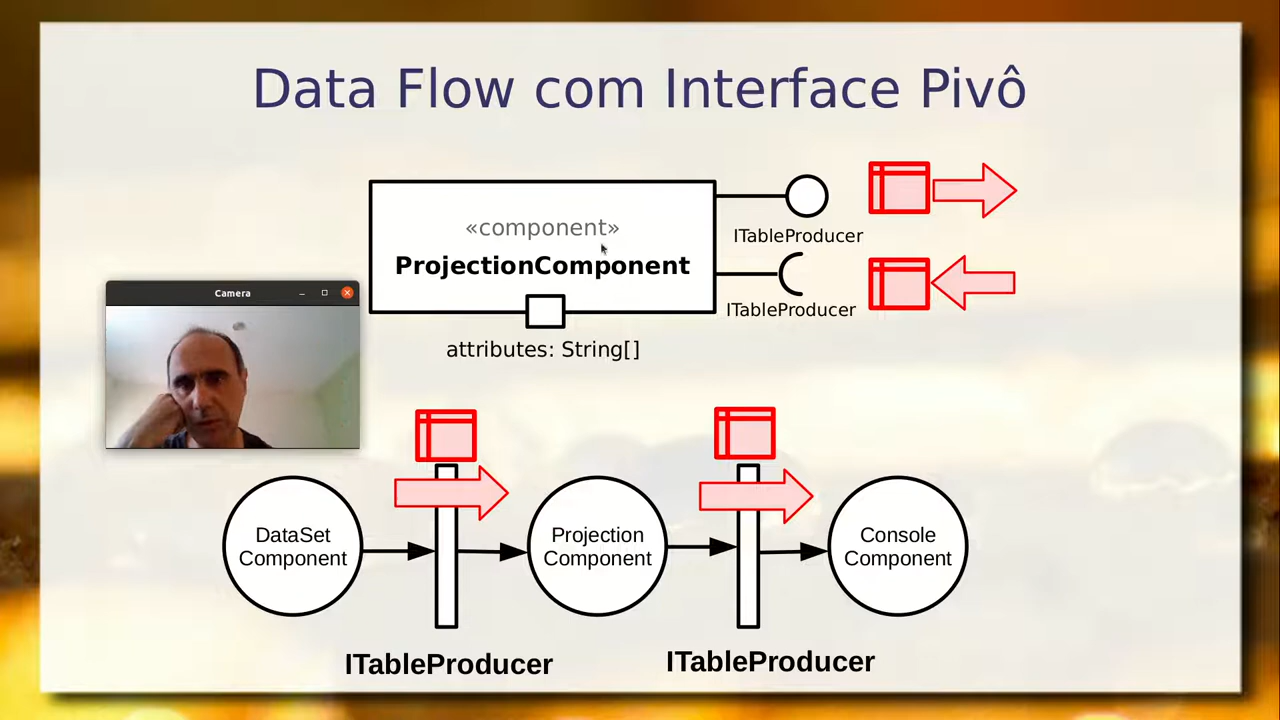 Data Flow com Interface Pivô
«component»
ProjectionComponent
ITableProducer
ITableProducer
attributes: String[]
Camera
DataSet
Component
Projection
Component
Console
Component
ITableProducer
ITableProducer